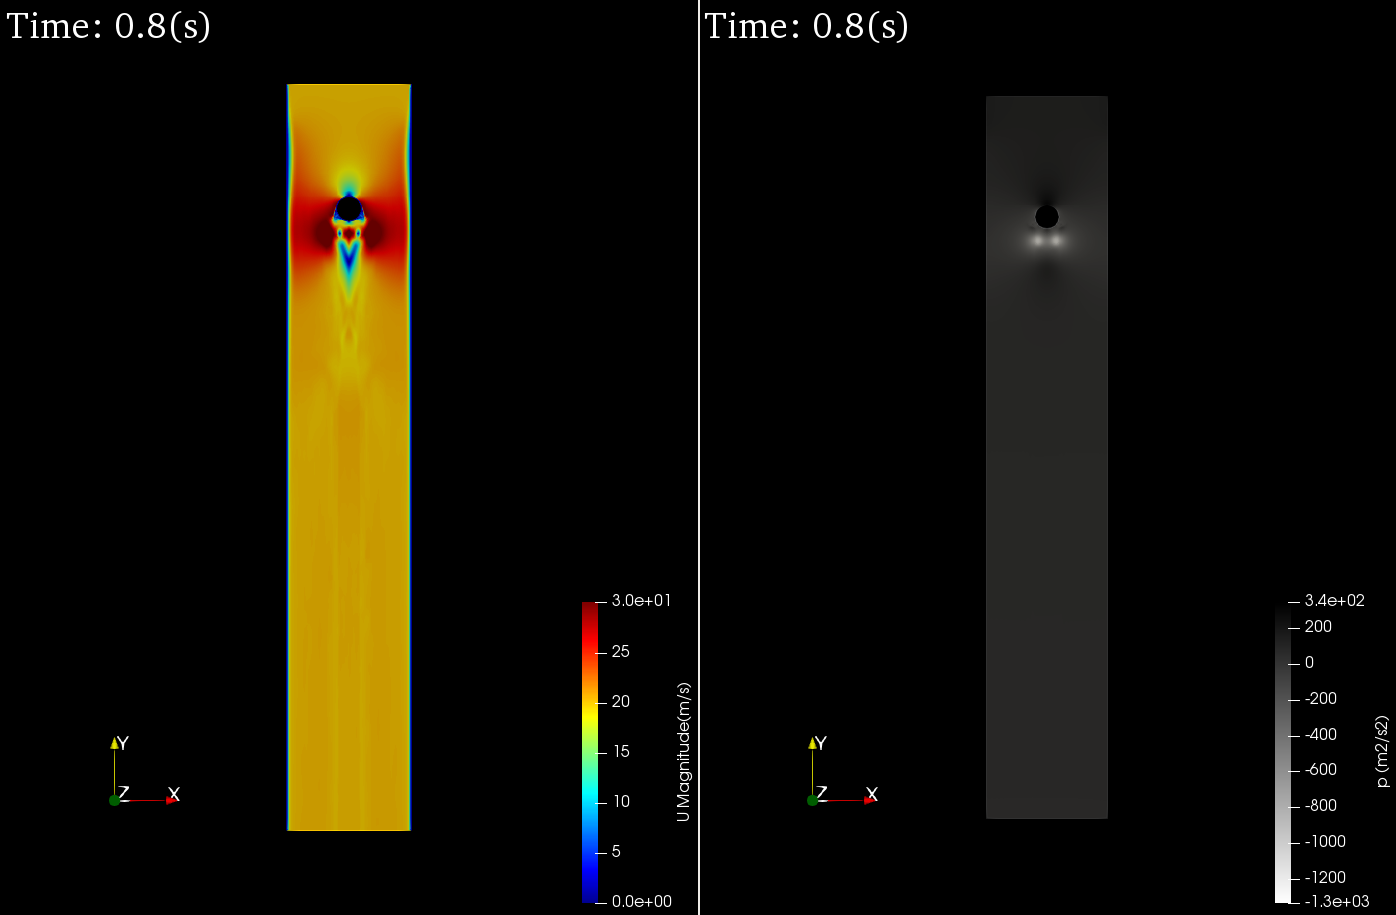 Time: 0.8(s)
3.0e+01
25
20
15
10
5
0.0e+00
U Magnitude(m/s)
Y
Z
X
Time: 0.8(s)
3.4e+02
200
0
-200
-400
-600
-800
-1000
-1200
-1.3e+03
p (m2/s2)
Y
Z
X